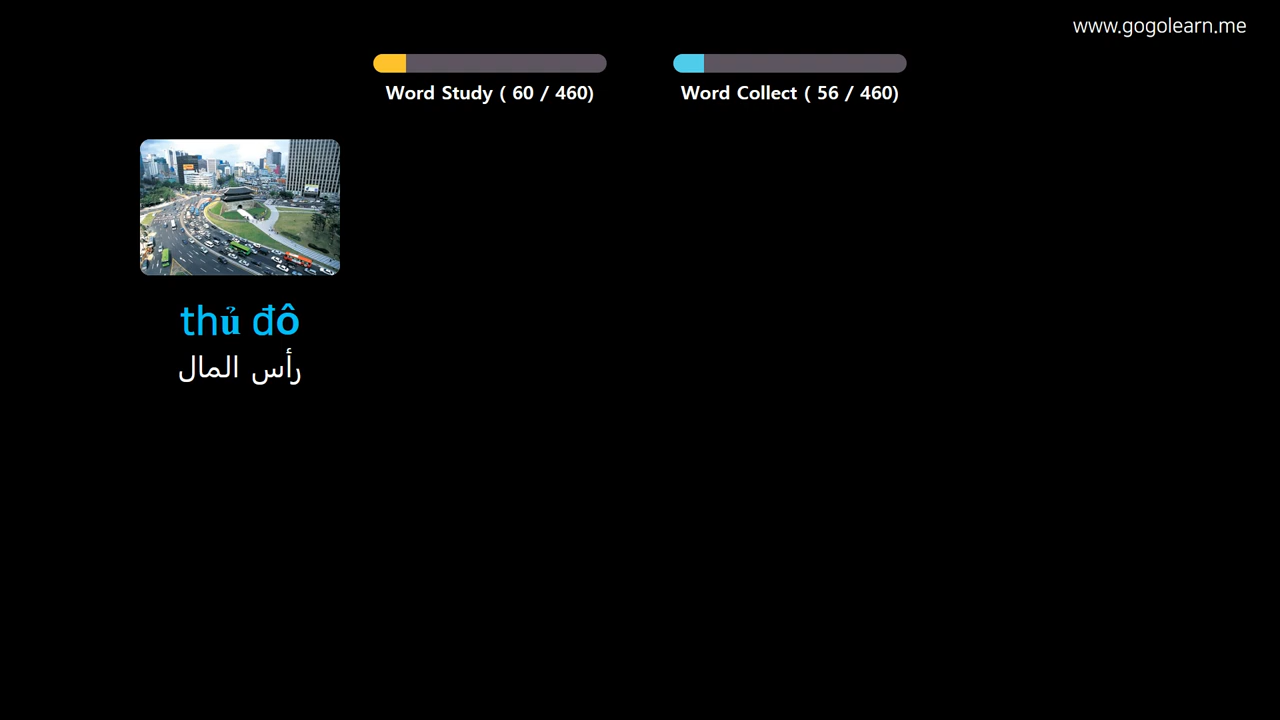 www.gogolearn.me
Word Study ( 60 / 460)
Word Collect ( 56 / 460)
thủ đô
رأس المال